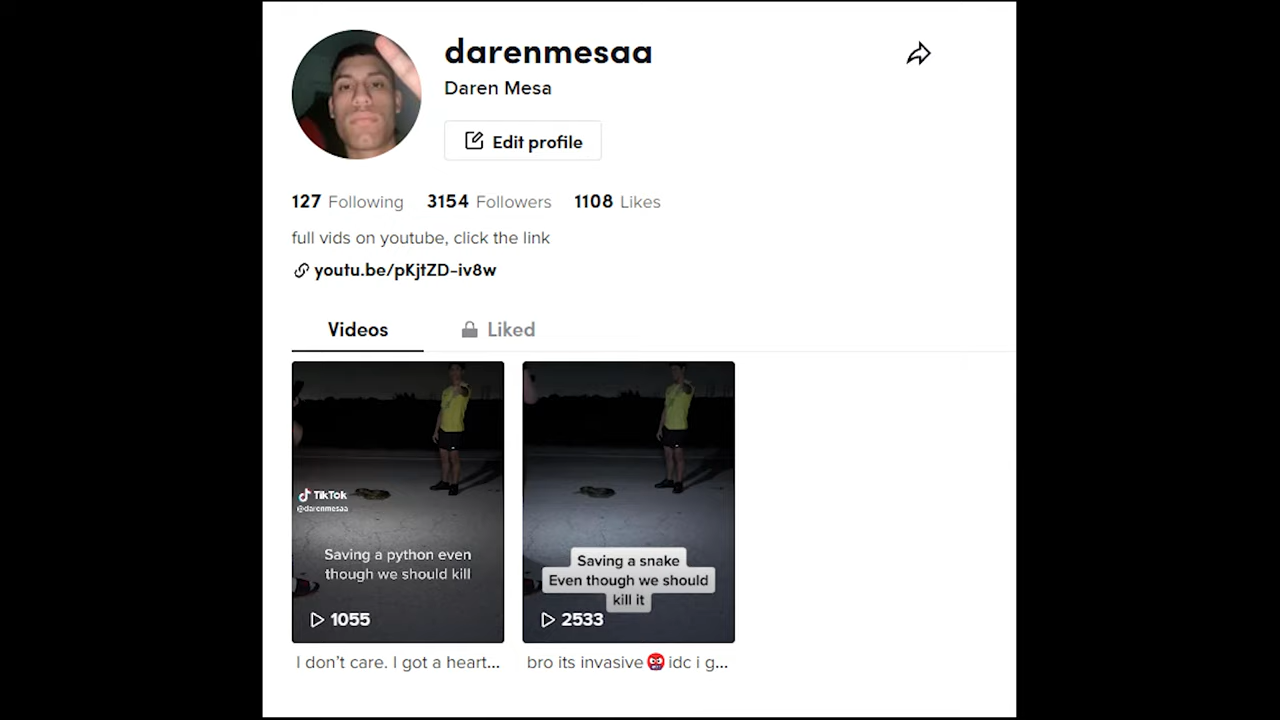 darenmesaa
Daren Mesa
Edit profile
127 Following 3154 Followers 1108 Likes
full vids on youtube, click the link
youtu.be/pKjtZD-iv8w
Videos Liked
TikTok
@darenmesaa
Saving a python even
though we should kill
1055
I don't care. I got a heart...
Saving a snake
Even though we should
kill it
2533
bro its invasive 👹 idc i g...